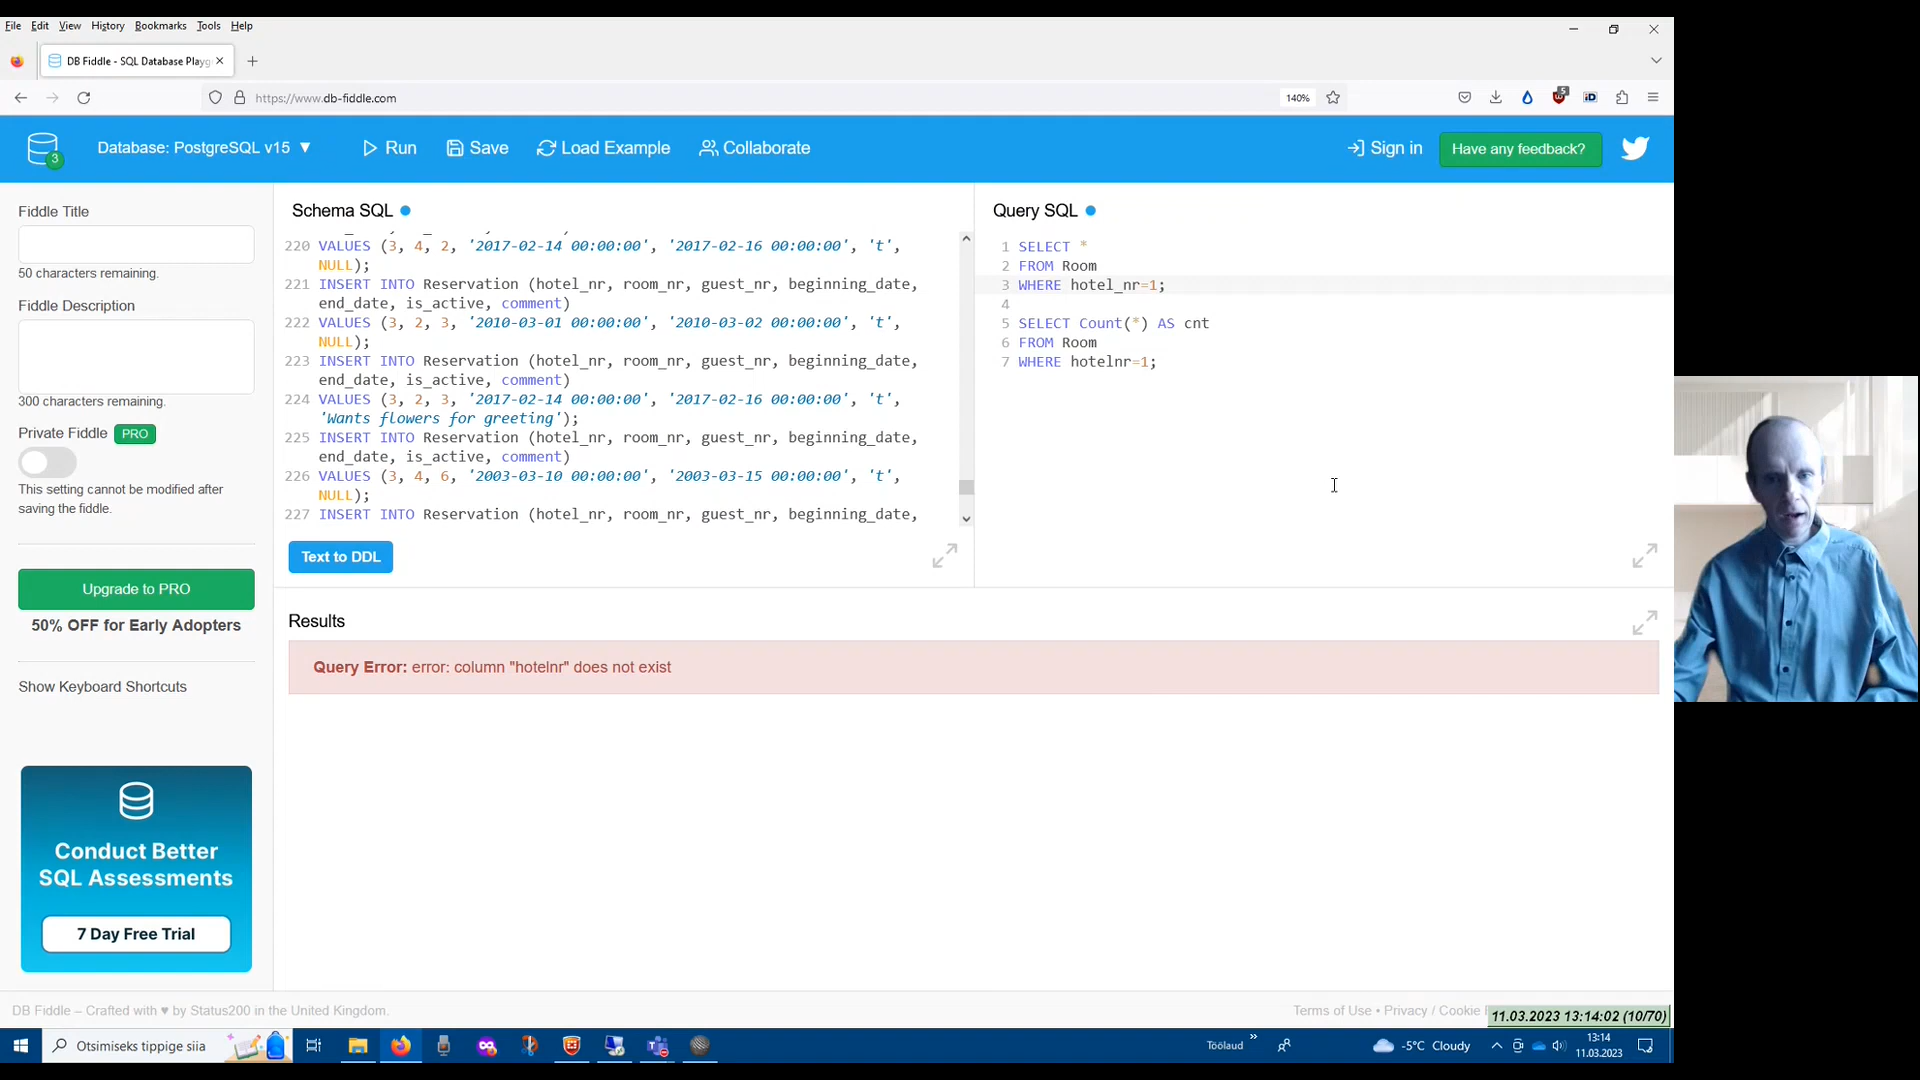 File Edit View History Bookmarks Tools Help
DB Fiddle - SQL Database Playg
https://www.db-fiddle.com
140%
5
iD
3
Database: PostgreSQL v15 ▼
Run
Save
Load Example
Collaborate
Sign in
Have any feedback?
Fiddle Title
50 characters remaining.
Fiddle Description
300 characters remaining.
Private Fiddle PRO
This setting cannot be modified after
saving the fiddle.
Upgrade to PRO
50% OFF for Early Adopters
Show Keyboard Shortcuts
Conduct Better
SQL Assessments
7 Day Free Trial
Schema SQL
220 VALUES (3, 4, 2, '2017-02-14 00:00:00', '2017-02-16 00:00:00', 't',
NULL);
221 INSERT INTO Reservation (hotel_nr, room_nr, guest_nr, beginning_date,
end_date, is_active, comment)
222 VALUES (3, 2, 3, '2010-03-01 00:00:00', '2010-03-02 00:00:00', 't',
NULL);
223 INSERT INTO Reservation (hotel_nr, room_nr, guest_nr, beginning_date,
end_date, is_active, comment)
224 VALUES (3, 2, 3, '2017-02-14 00:00:00', '2017-02-16 00:00:00', 't',
'Wants flowers for greeting');
225 INSERT INTO Reservation (hotel_nr, room_nr, guest_nr, beginning_date,
end_date, is_active, comment)
226 VALUES (3, 4, 6, '2003-03-10 00:00:00', '2003-03-15 00:00:00', 't',
NULL);
227 INSERT INTO Reservation (hotel_nr, room_nr, guest_nr, beginning_date,
Text to DDL
Query SQL
1 SELECT *
2 FROM Room
3 WHERE hotel_nr=1;
4
5 SELECT Count(*) AS cnt
6 FROM Room
7 WHERE hotelnr=1;
Results
Query Error: error: column "hotelnr" does not exist
DB Fiddle – Crafted with ♥ by Status200 in the United Kingdom.
Terms of Use • Privacy / Cookie
11.03.2023 13:14:02 (10/70)
Otsimiseks tippige siia
Töölaud
-5°C Cloudy
13:14
11.03.2023